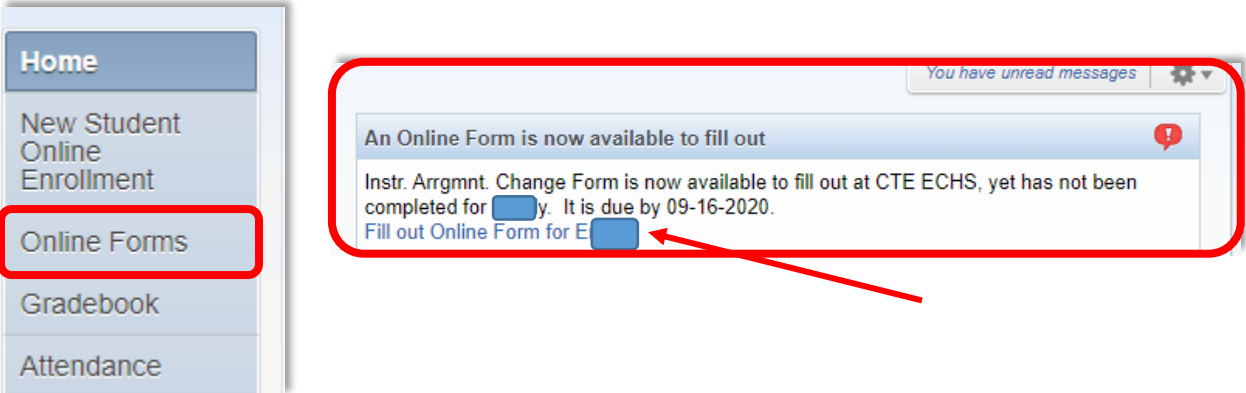 Home
New Student
Online
Enrollment
Online Forms
Gradebook
Attendance
You have unread messages
An Online Form is now available to fill out
Instr. Arrgmnt. Change Form is now available to fill out at CTE ECHS, yet has not been
completed for y. It is due by 09-16-2020.
Fill out Online Form for E